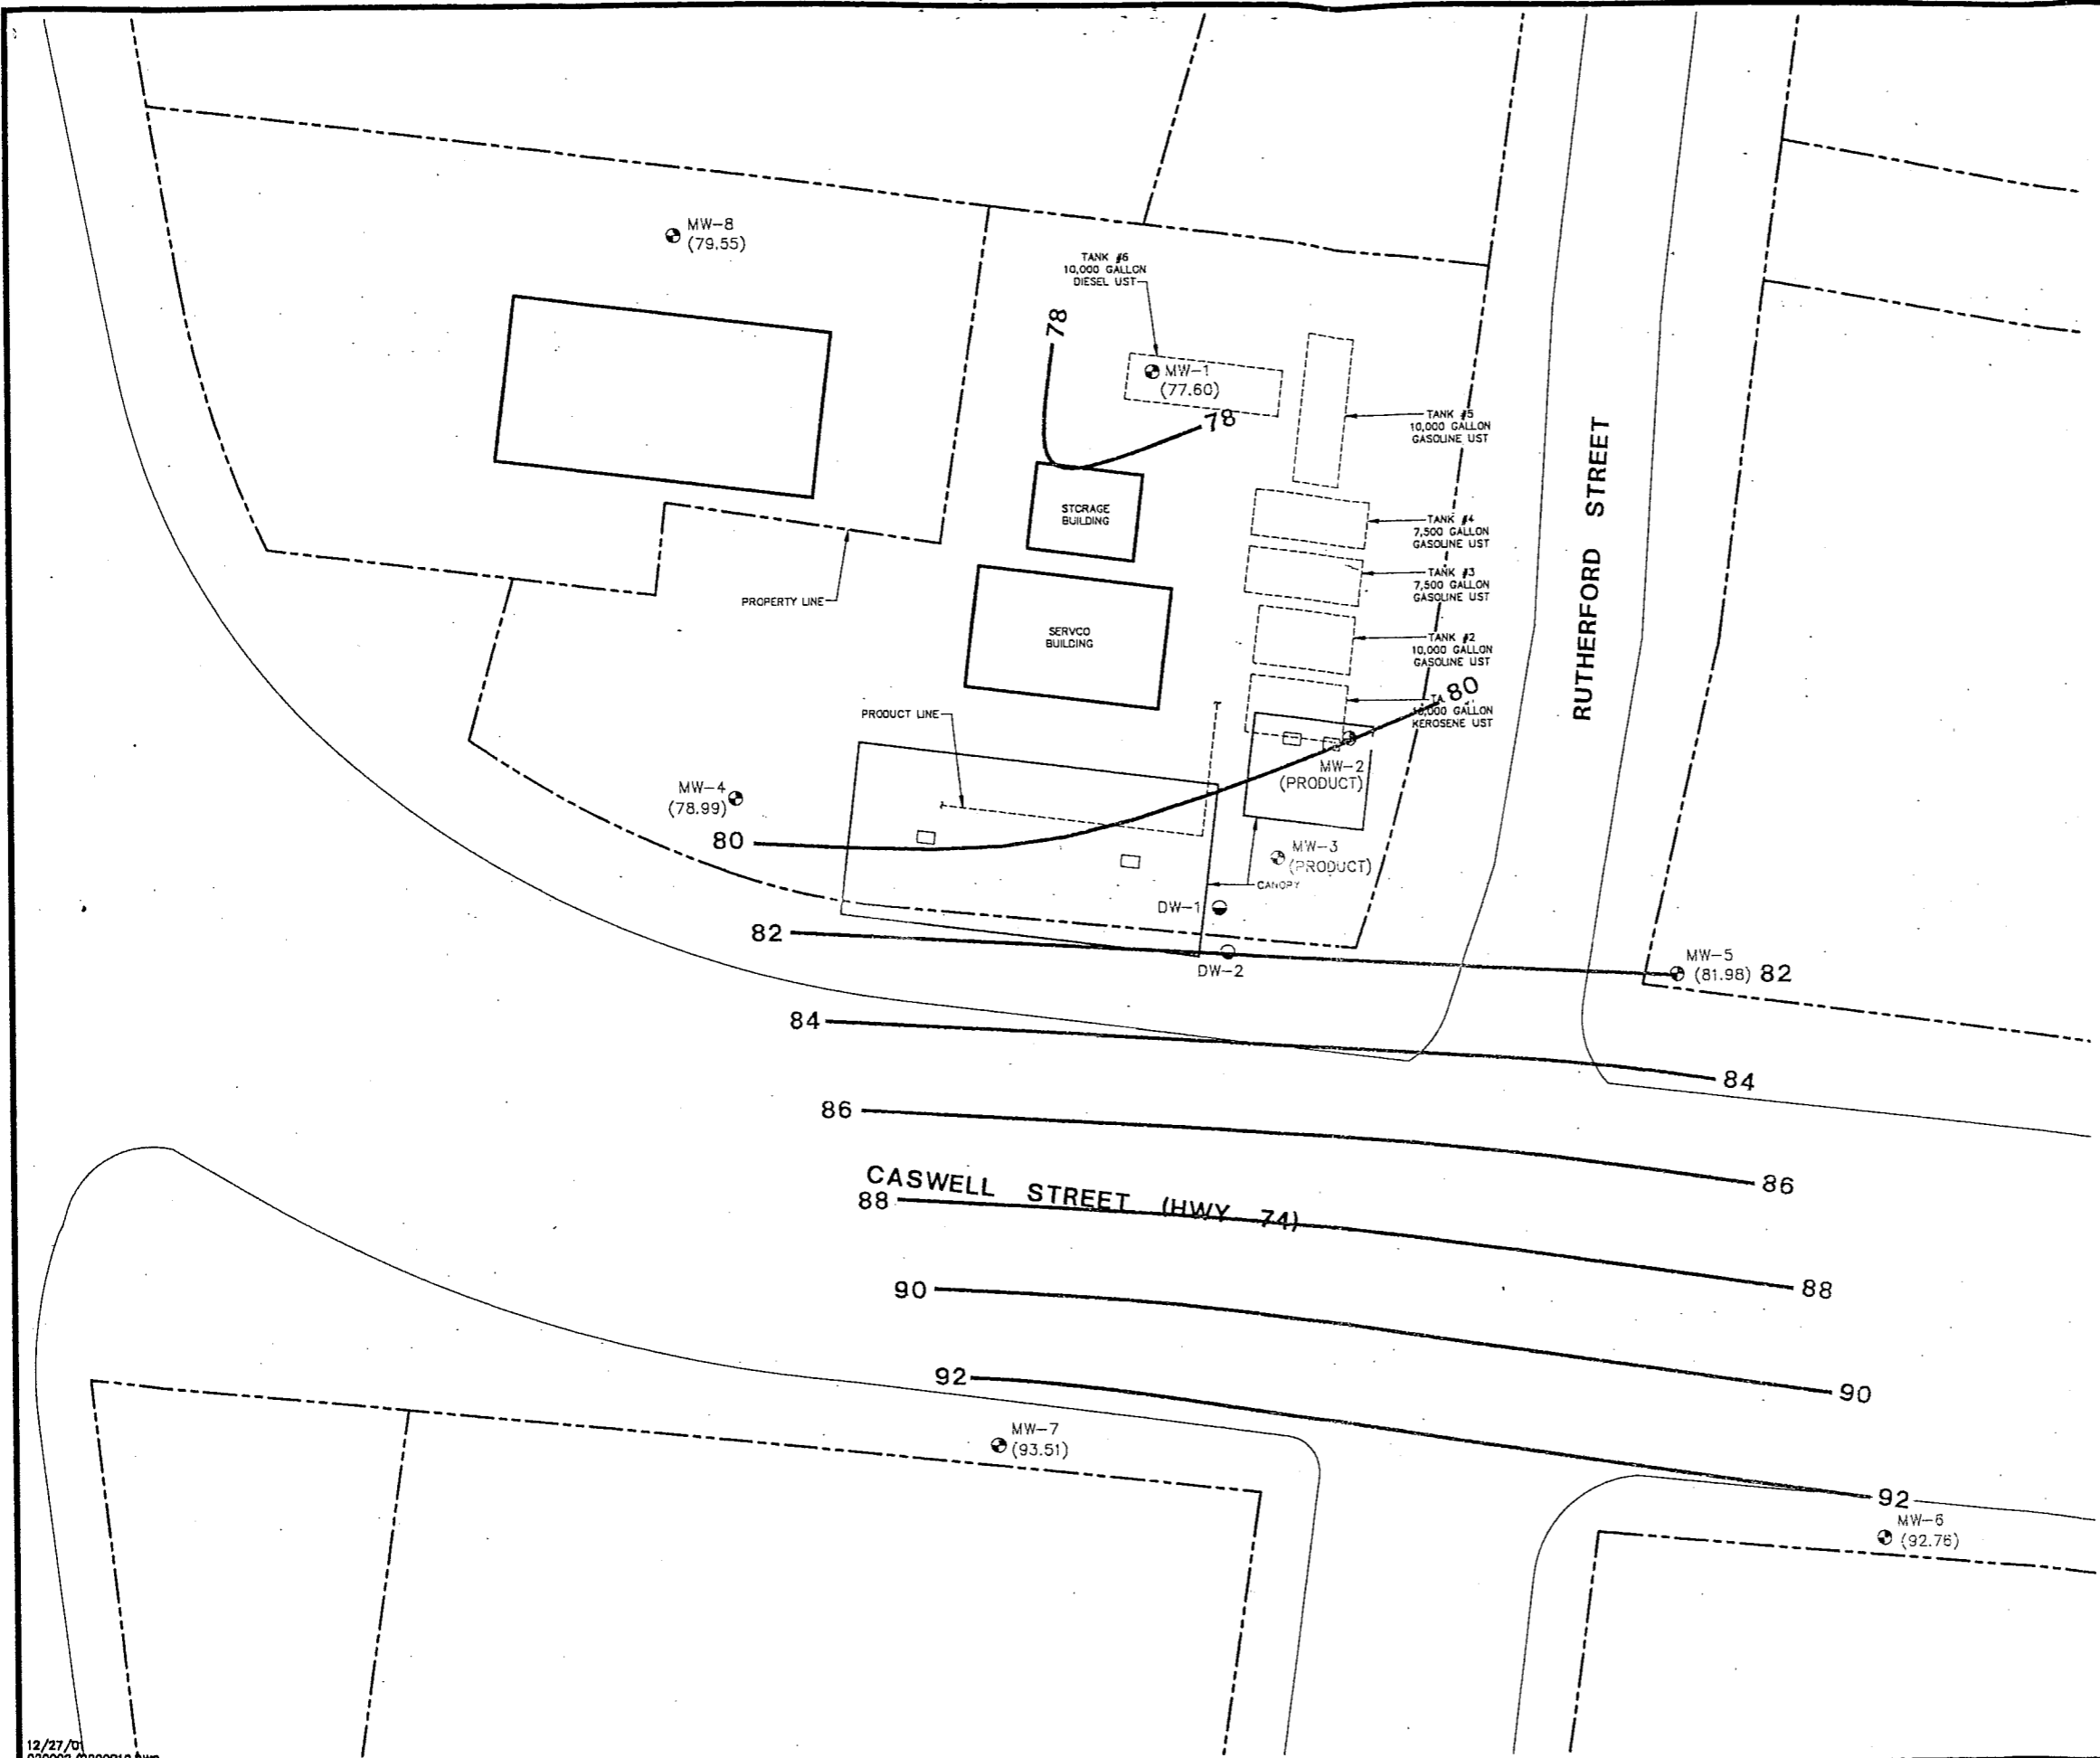 MW-8
(79.55)
TANK #6
10,000 GALLON
DIESEL UST
78
MW-1
(77.60)
78
TANK #5
10,000 GALLON
GASOLINE UST
STORAGE
BUILDING
TANK #4
7,500 GALLON
GASOLINE UST
TANK #3
7,500 GALLON
GASOLINE UST
PROPERTY LINE
SERVCO
BUILDING
TANK #2
10,000 GALLON
GASOLINE UST
RUTHERFORD STREET
80
10,000 GALLON
KEROSENE UST
PRODUCT LINE
MW-2
(PRODUCT)
MW-4
(78.99)
80
MW-3
(PRODUCT)
CANOPY
DW-1
82
DW-2
MW-5
(81.98) 82
84
84
86
86
CASWELL STREET (HWY 74)
88
88
90
90
92
MW-7
(93.51)
92
MW-6
(92.76)